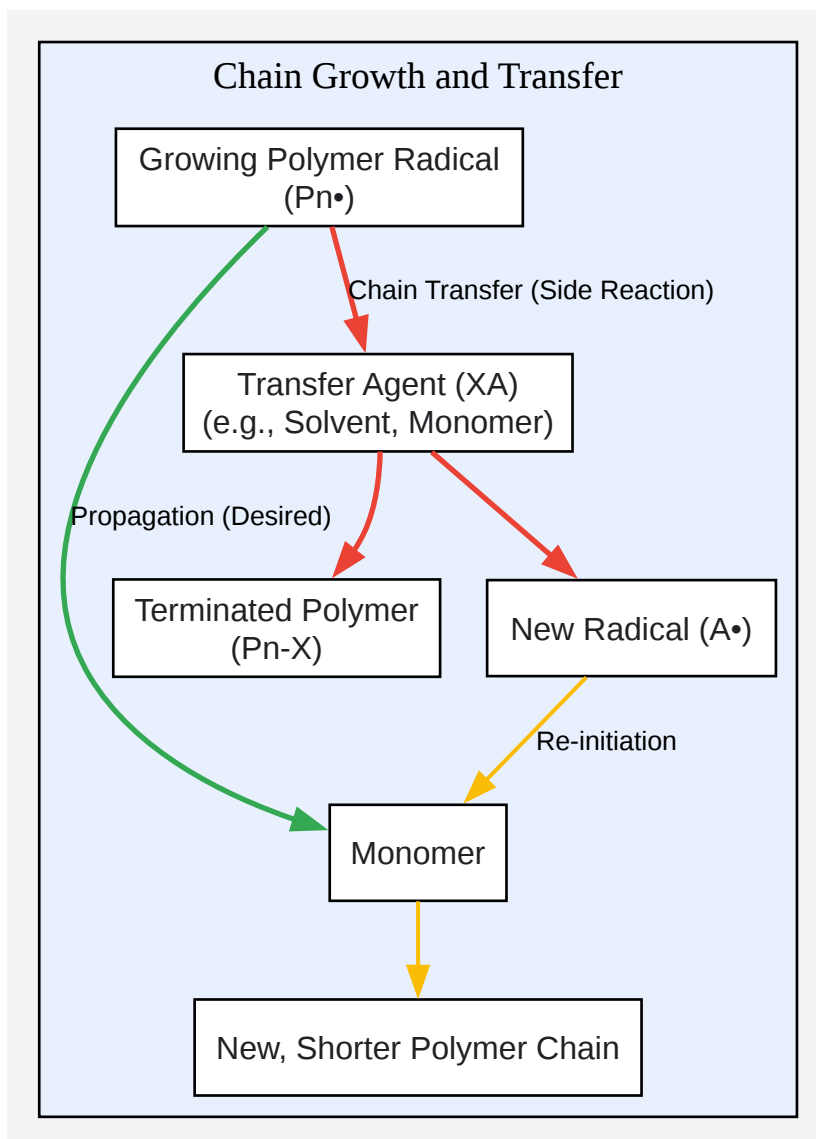 Chain Growth and Transfer
Growing Polymer Radical
(Pn•)
Chain Transfer (Side Reaction)
Transfer Agent (XA)
(e.g., Solvent, Monomer)
Propagation (Desired)
Terminated Polymer
(Pn-X)
New Radical (A•)
Re-initiation
Monomer
New, Shorter Polymer Chain